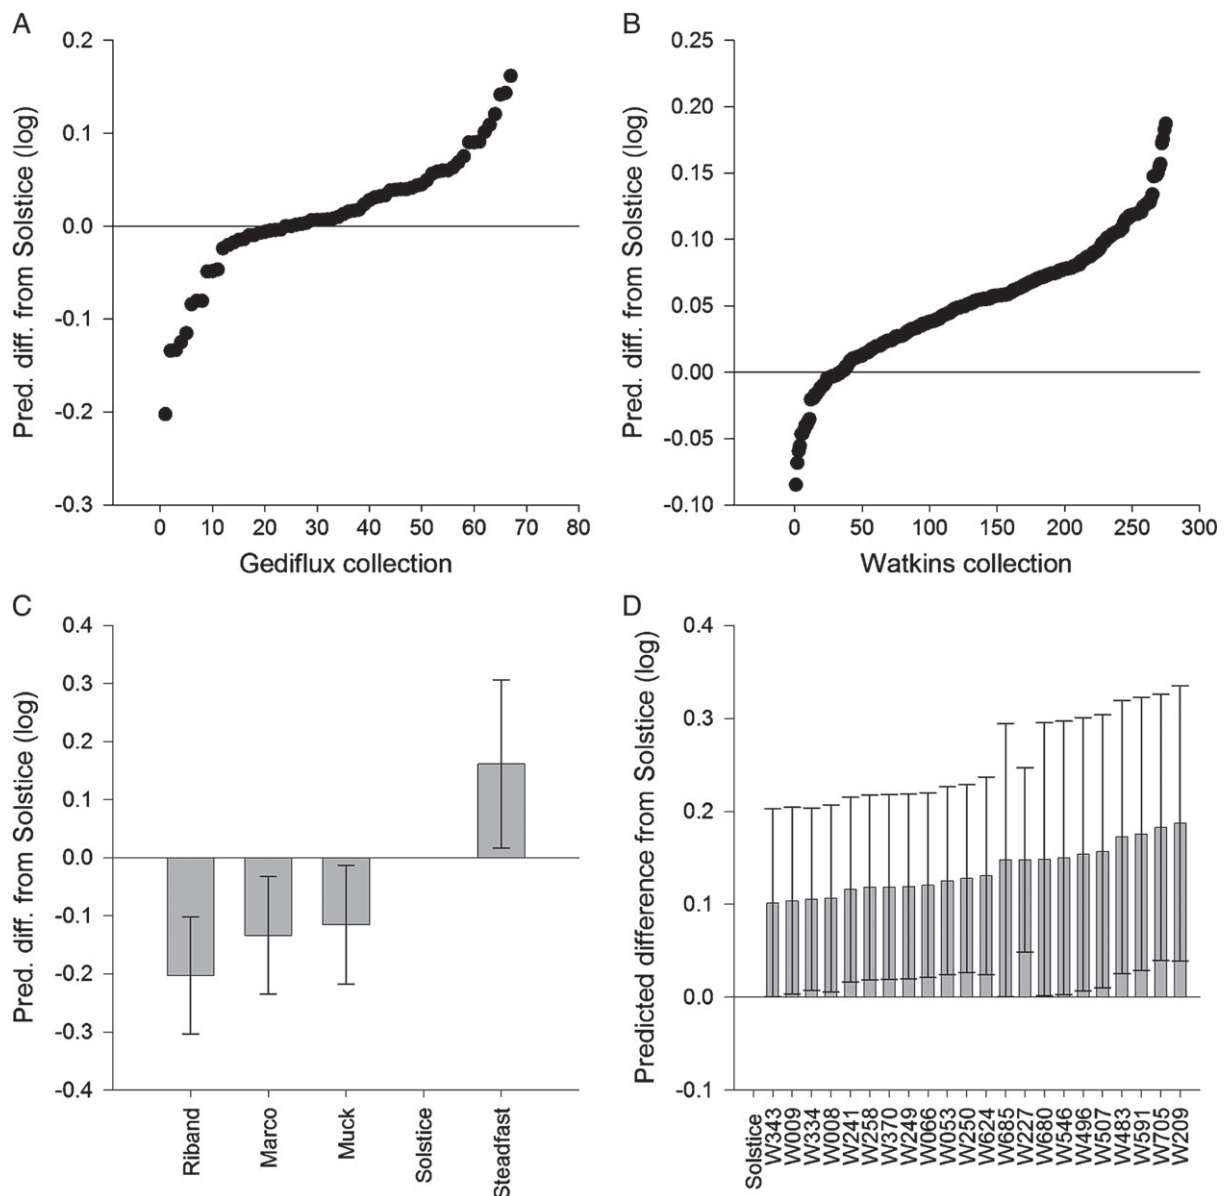 A
0.2
0.1
0.0
-0.1
-0.2
-0.3
Pred. diff. from Solstice (log)
0 10 20 30 40 50 60 70 80
Gediflux collection
B
0.25
0.20
0.15
0.10
0.05
0.00
-0.05
-0.10
Pred. diff. from Solstice (log)
0 50 100 150 200 250 300
Watkins collection
C
0.4
0.3
0.2
0.1
0.0
-0.1
-0.2
-0.3
-0.4
Pred. diff. from Solstice (log)
Riband
Marco
Muck
Solstice
Steadfast
D
0.4
0.3
0.2
0.1
0.0
-0.1
Predicted difference from Solstice (log)
Solstice
W343
W009
W334
W008
W241
W258
W370
W249
W066
W053
W250
W624
W685
W227
W680
W546
W496
W507
W483
W591
W705
W209